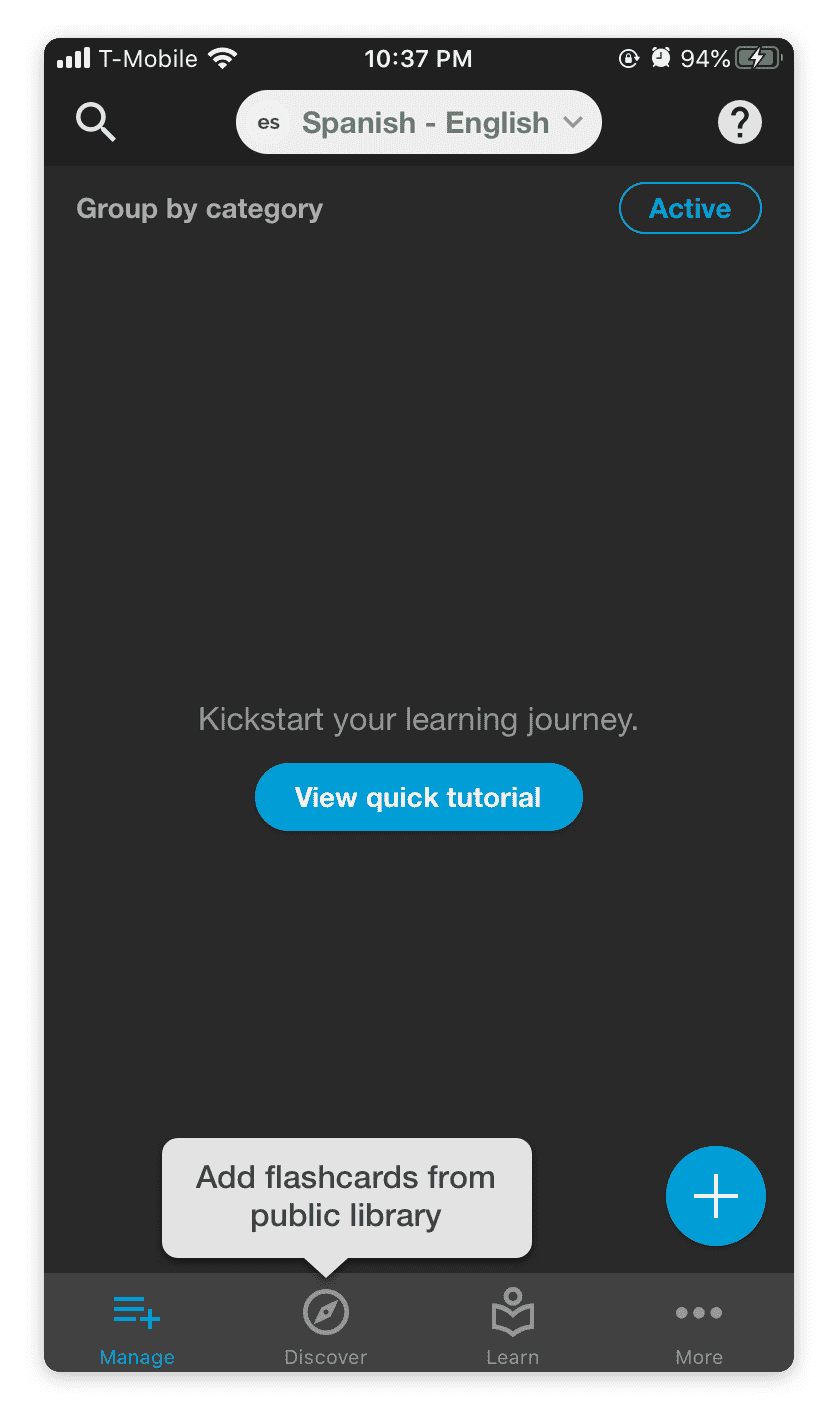 T-Mobile 10:37 PM 94%
es Spanish - English ?
Group by category Active
Kickstart your learning journey.
View quick tutorial
Add flashcards from
public library
Manage Discover Learn More